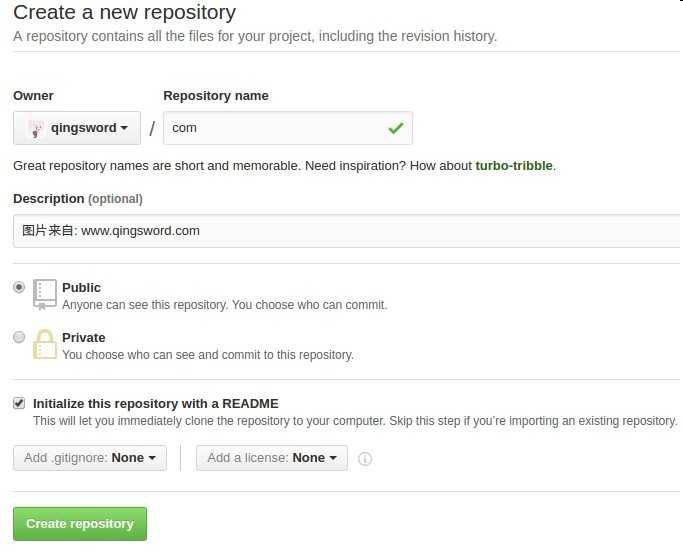 Create a new repository
A repository contains all the files for your project, including the revision history.
Owner Repository name
qingsword / com
Great repository names are short and memorable. Need inspiration? How about turbo-tribble.
Description (optional)
图片来自: www.qingsword.com
Public
Anyone can see this repository. You choose who can commit.
Private
You choose who can see and commit to this repository.
Initialize this repository with a README
This will let you immediately clone the repository to your computer. Skip this step if you’re importing an existing repository.
Add .gitignore: None Add a license: None
Create repository